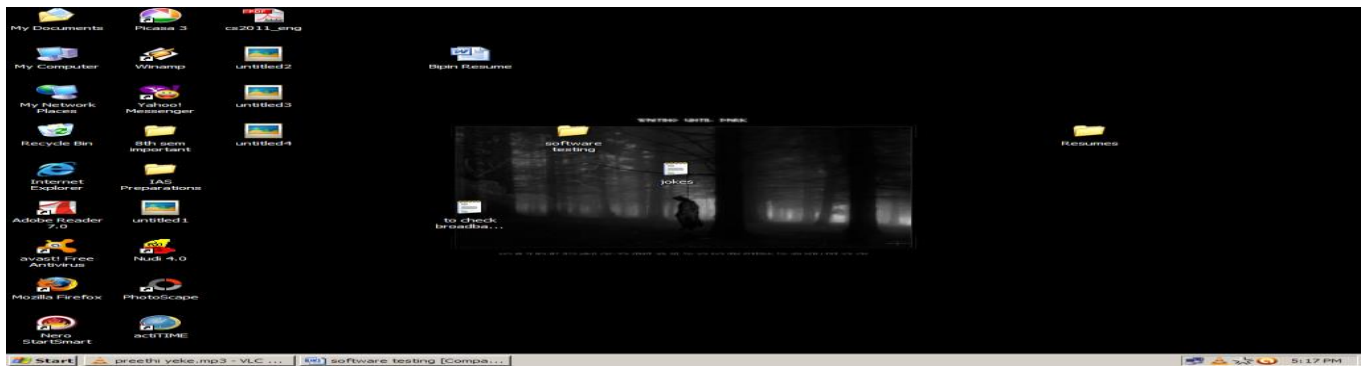 My Documents
Picasa 3
cs2011_eng
My Computer
Winamp
untitled2
Bipin Resume
My Network
Places
Yahoo!
Messenger
untitled3
Recycle Bin
8th sem
important
untitled4
software
testing
Resumes
Internet
Explorer
IAS
Preparations
jokes
Adobe Reader
7.0
untitled1
to check
broadba...
avast! Free
Antivirus
Nudi 4.0
Mozilla Firefox
PhotoScape
Nero
StartSmart
actiTIME
Start
preethi yeke.mp3 - VLC ...
software testing [Compa...
5:17 PM